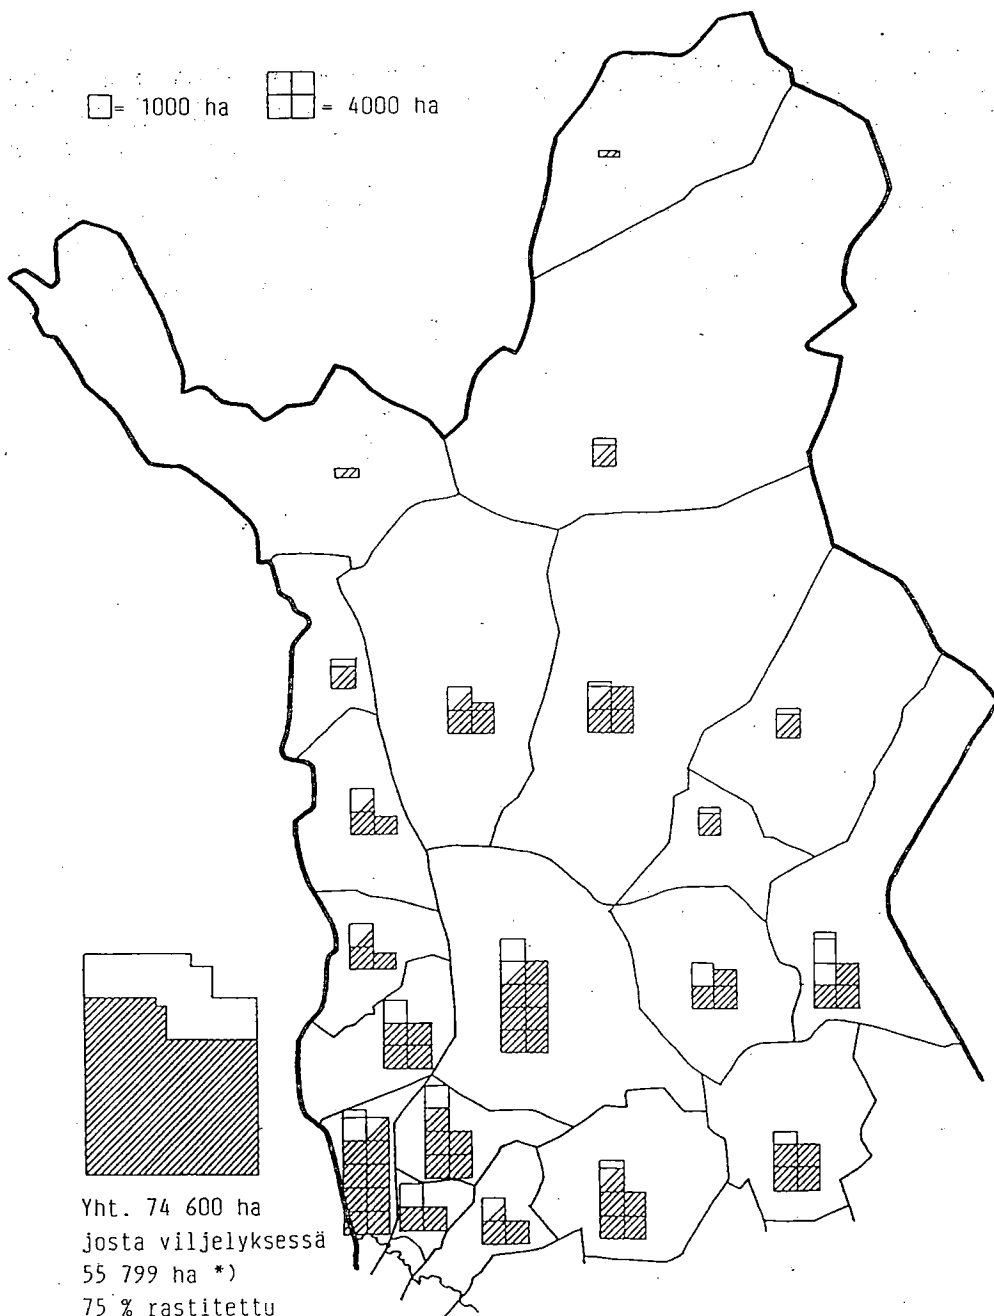 = 1000 ha = 4000 ha
Yht. 74 600 ha
josta viljelyksessä
55 799 ha *)
75 % rastitettu